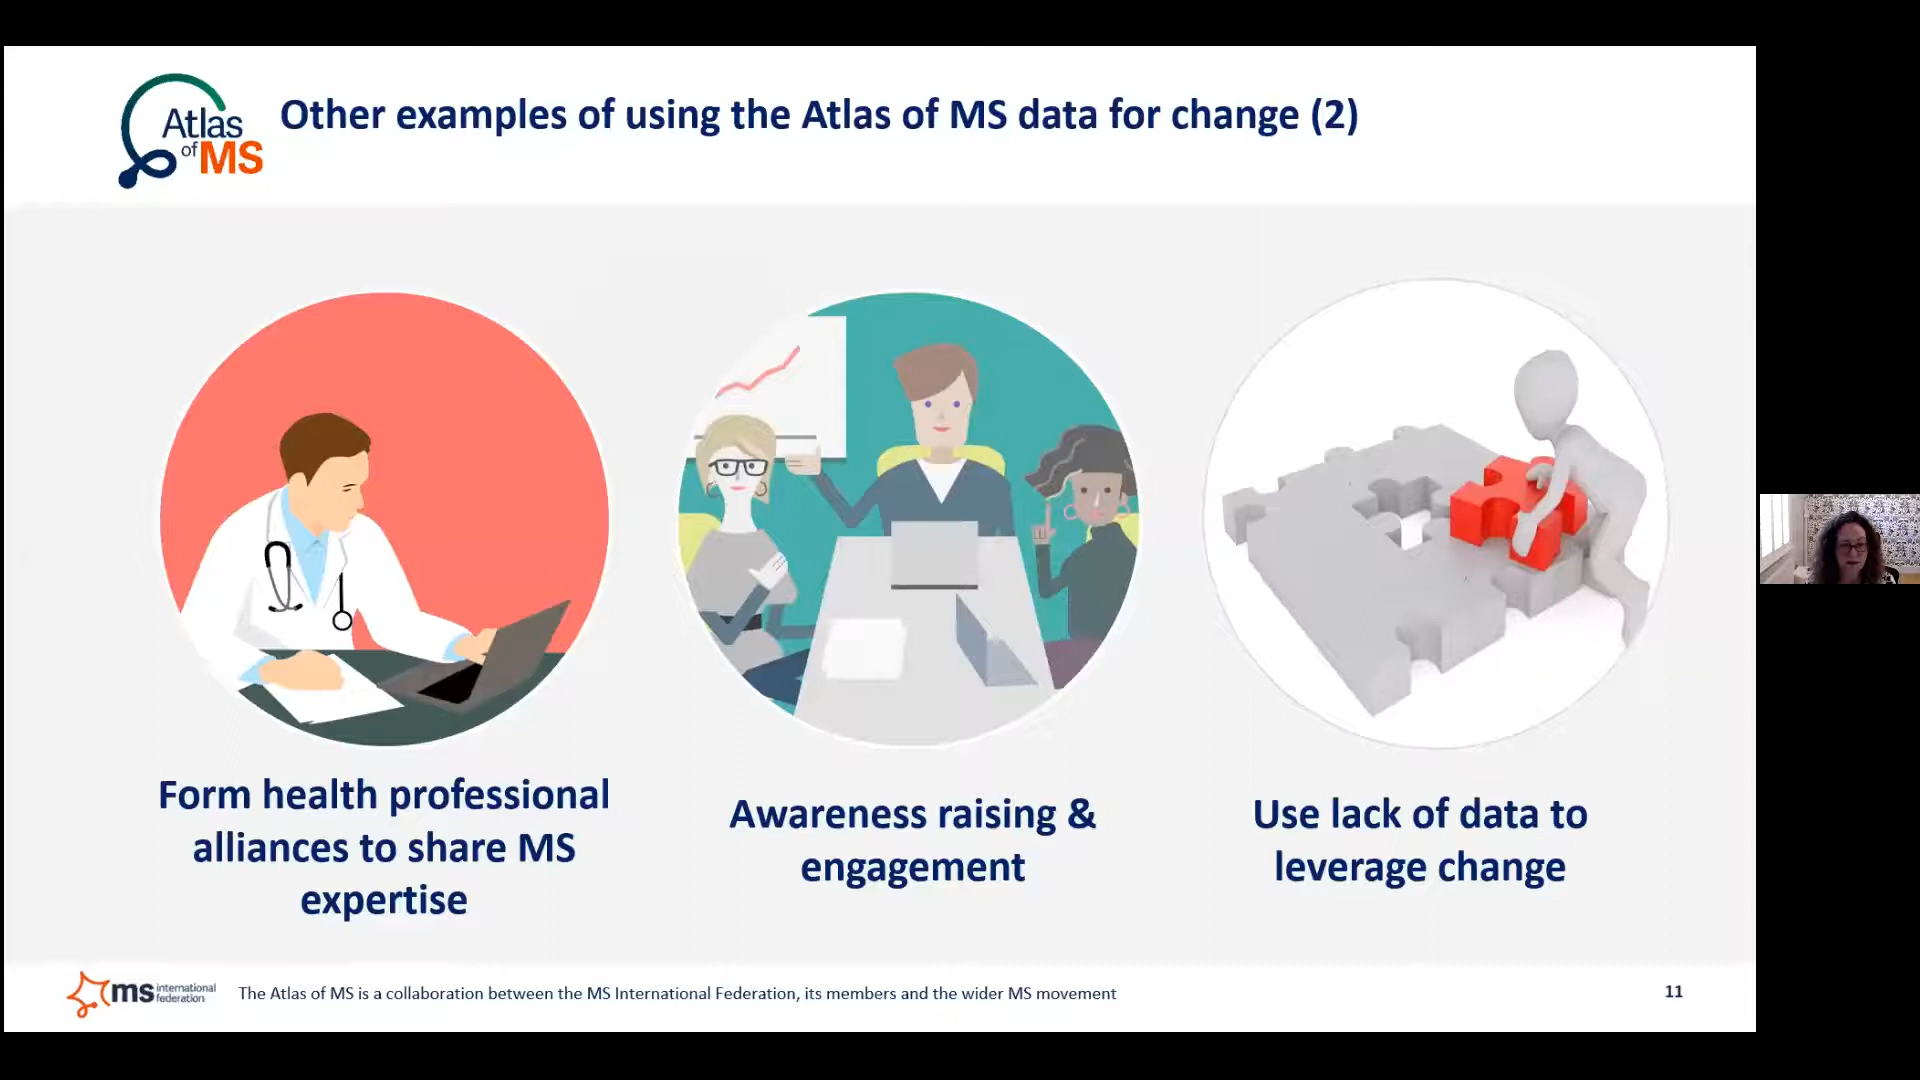 Atlas
of MS
Other examples of using the Atlas of MS data for change (2)
Form health professional
alliances to share MS
expertise
Awareness raising &
engagement
Use lack of data to
leverage change
ms international
federation
The Atlas of MS is a collaboration between the MS International Federation, its members and the wider MS movement
11